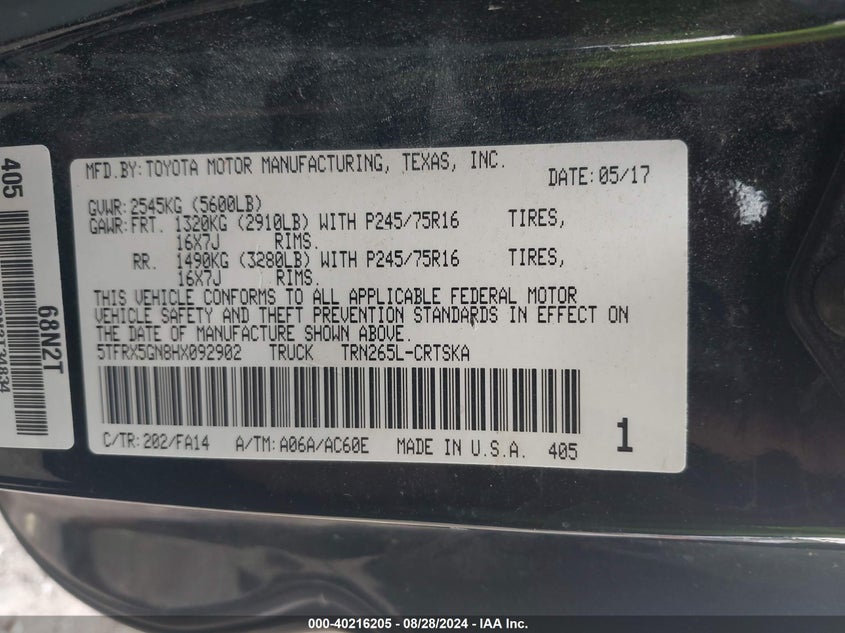 MFD.BY: TOYOTA MOTOR MANUFACTURING, TEXAS, INC.
DATE: 05/17
GVWR: 2545KG (5600LB)
GAWR: FRT. 1320KG (2910LB) WITH P245/75R16 TIRES,
16X7J RIMS.
RR. 1490KG (3280LB) WITH P245/75R16 TIRES,
16X7J RIMS.
THIS VEHICLE CONFORMS TO ALL APPLICABLE FEDERAL MOTOR
VEHICLE SAFETY AND THEFT PREVENTION STANDARDS IN EFFECT ON
THE DATE OF MANUFACTURE SHOWN ABOVE.
5TFRX5GN8HX092902 TRUCK TRN265L-CRTSKA
C/TR: 202/FA14 A/TM: A06A/AC60E MADE IN U.S.A. 405
1
405
68N2T
000-40216205 - 08/28/2024 - IAA Inc.